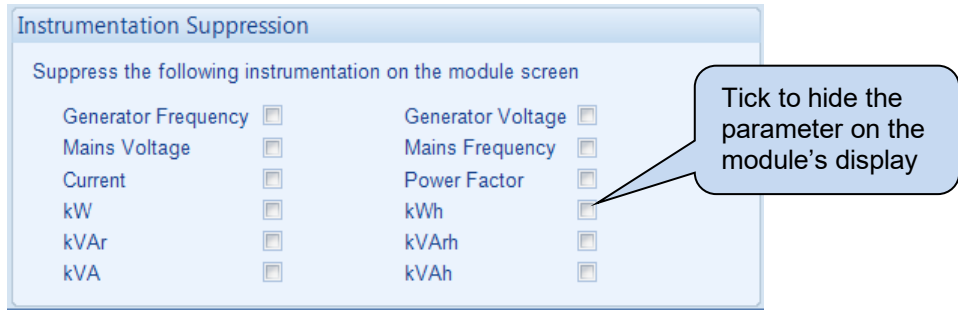 Instrumentation Suppression
Suppress the following instrumentation on the module screen
Generator Frequency Generator Voltage
Mains Voltage Mains Frequency
Current Power Factor
kW kWh
kVAr kVArh
kVA kVAh
Tick to hide the
parameter on the
module's display